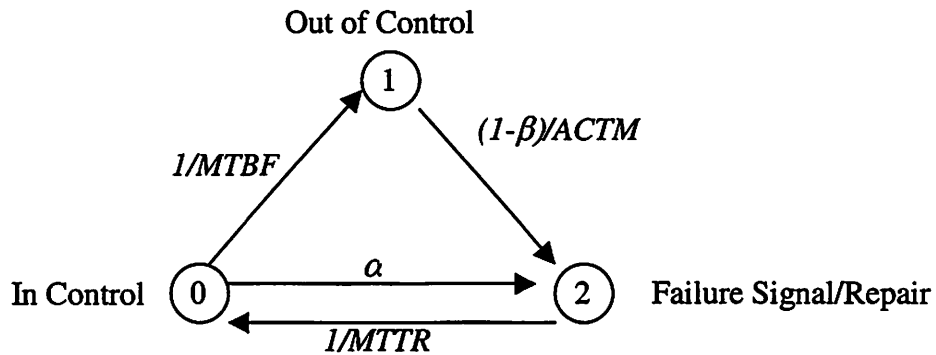 Out of Control
1
(1-β)/ACTM
1/MTBF
α
In Control
0
2
Failure Signal/Repair
1/MTTR